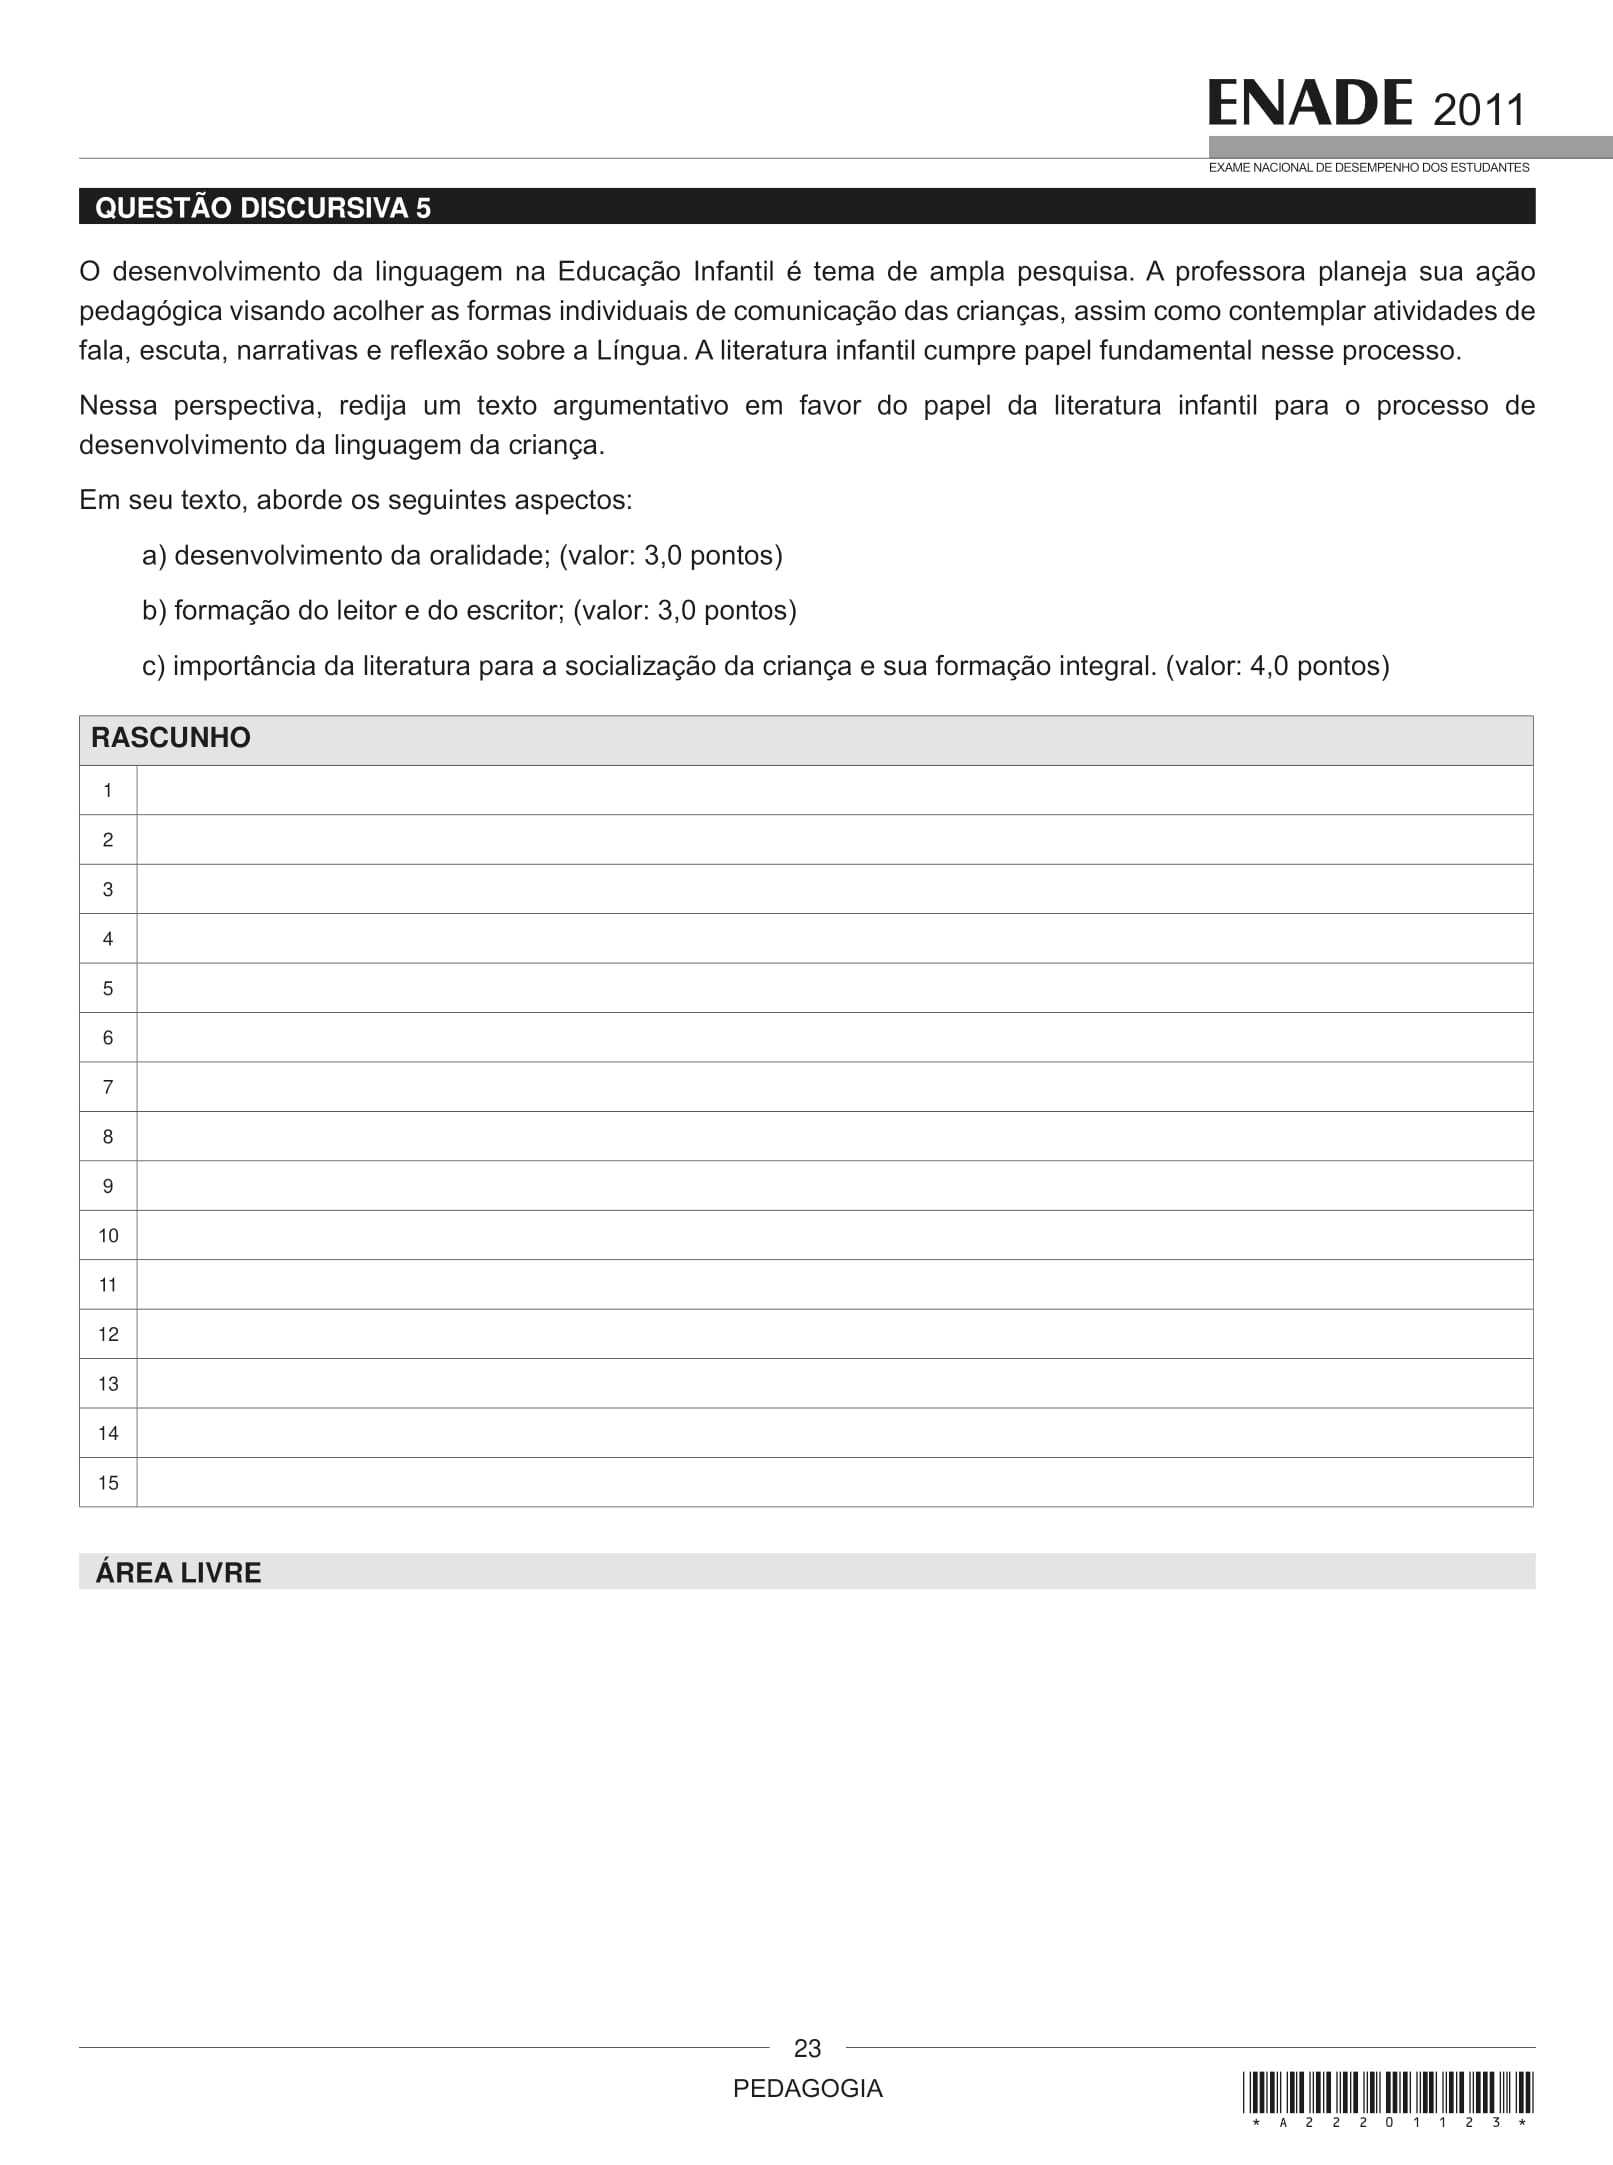 ENADE 2011
EXAME NACIONAL DE DESEMPENHO DOS ESTUDANTES
QUESTÃO DISCURSIVA 5
O desenvolvimento da linguagem na Educação Infantil é tema de ampla pesquisa. A professora planeja sua ação
pedagógica visando acolher as formas individuais de comunicação das crianças, assim como contemplar atividades de
fala, escuta, narrativas e reflexão sobre a Língua. A literatura infantil cumpre papel fundamental nesse processo.
Nessa perspectiva, redija um texto argumentativo em favor do papel da literatura infantil para o processo de
desenvolvimento da linguagem da criança.
Em seu texto, aborde os seguintes aspectos:
a) desenvolvimento da oralidade; (valor: 3,0 pontos)
b) formação do leitor e do escritor; (valor: 3,0 pontos)
c) importância da literatura para a socialização da criança e sua formação integral. (valor: 4,0 pontos)
RASCUNHO
1
2
3
4
5
6
7
8
9
10
11
12
13
14
15
ÁREA LIVRE
23
PEDAGOGIA
* A 2 2 2 0 1 1 2 3 *